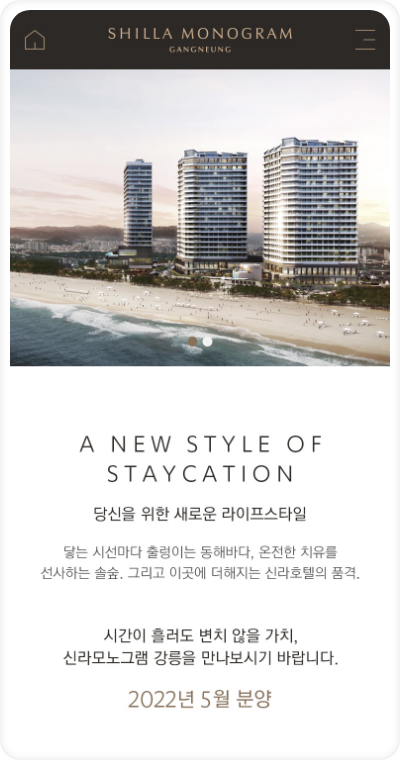 SHILLA MONOGRAM
GANGNEUNG
A NEW STYLE OF
STAYCATION
당신을 위한 새로운 라이프스타일
닿는 시선마다 출렁이는 동해바다, 온전한 치유를
선사하는 솔숲. 그리고 이곳에 더해지는 신라호텔의 품격.
시간이 흘러도 변치 않을 가치,
신라모노그램 강릉을 만나보시기 바랍니다.
2022년 5월 분양